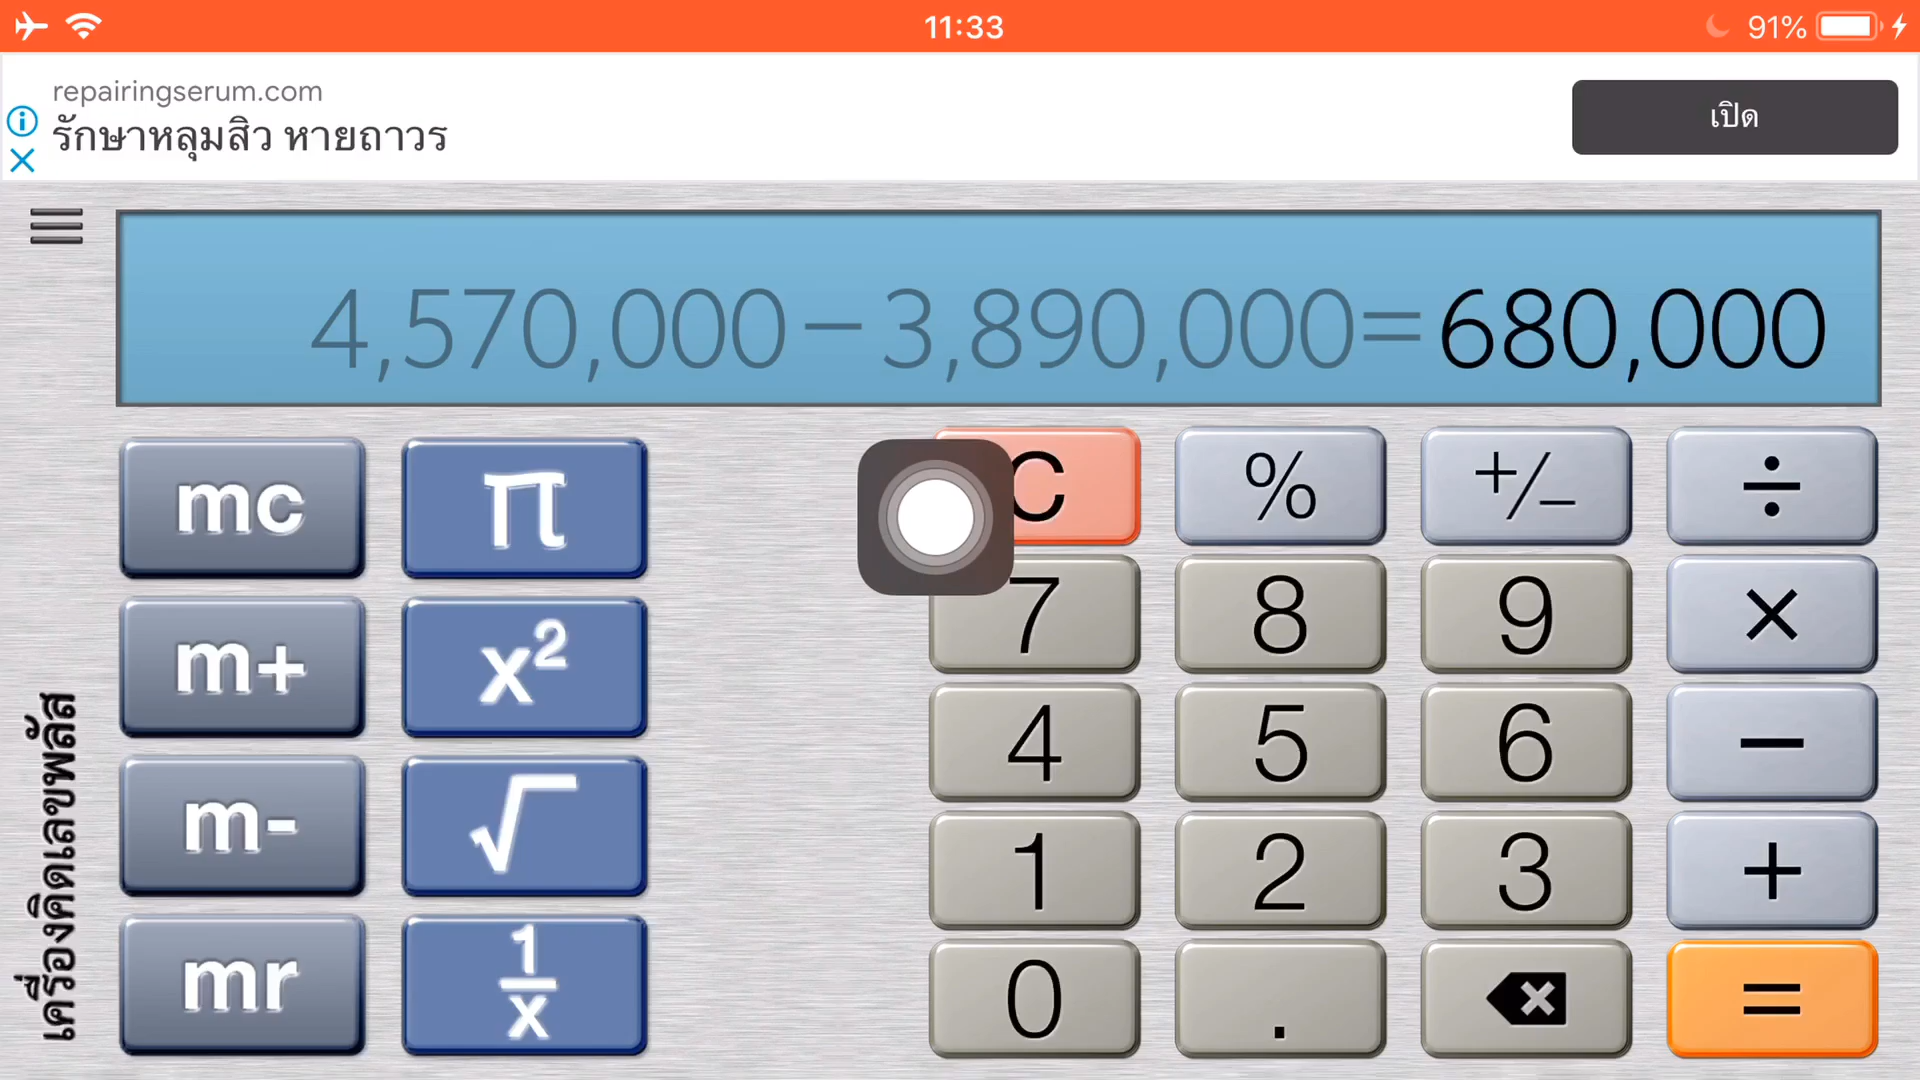 11:33
91%
repairingserum.com
รักษาหลุมสิว หายถาวร
เปิด
4,570,000−3,890,000=680,000
mc π C % +/− ÷
7 8 9 ×
m+ x² 4 5 6 −
m- √ 1 2 3 +
mr 1/x 0 . =
เครื่องคิดเลขพลัส